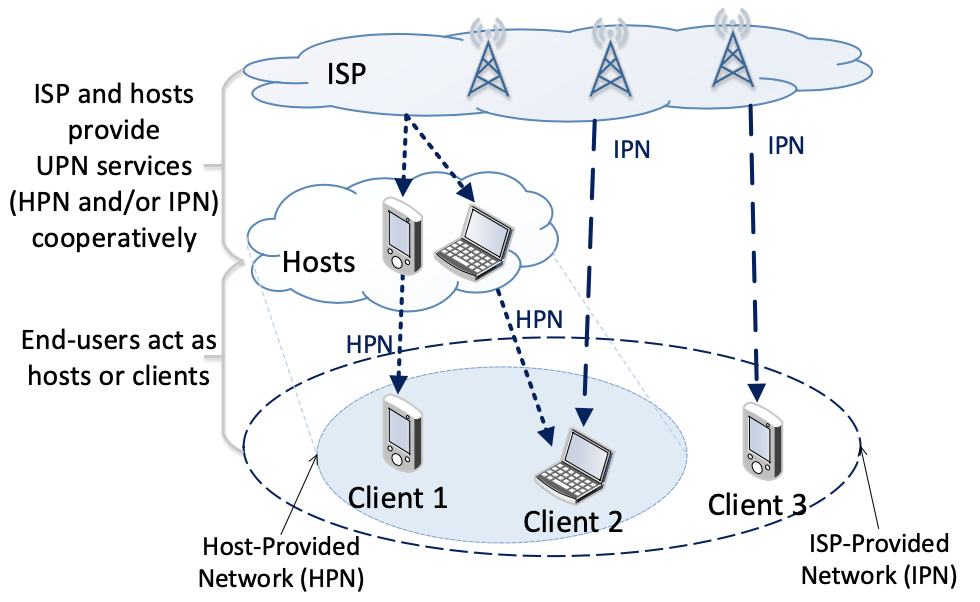 ISP
ISP and hosts
provide
UPN services
(HPN and/or IPN)
cooperatively
IPN
IPN
Hosts
HPN
HPN
End-users act as
hosts or clients
Client 1
Client 2
Client 3
Host-Provided
Network (HPN)
ISP-Provided
Network (IPN)